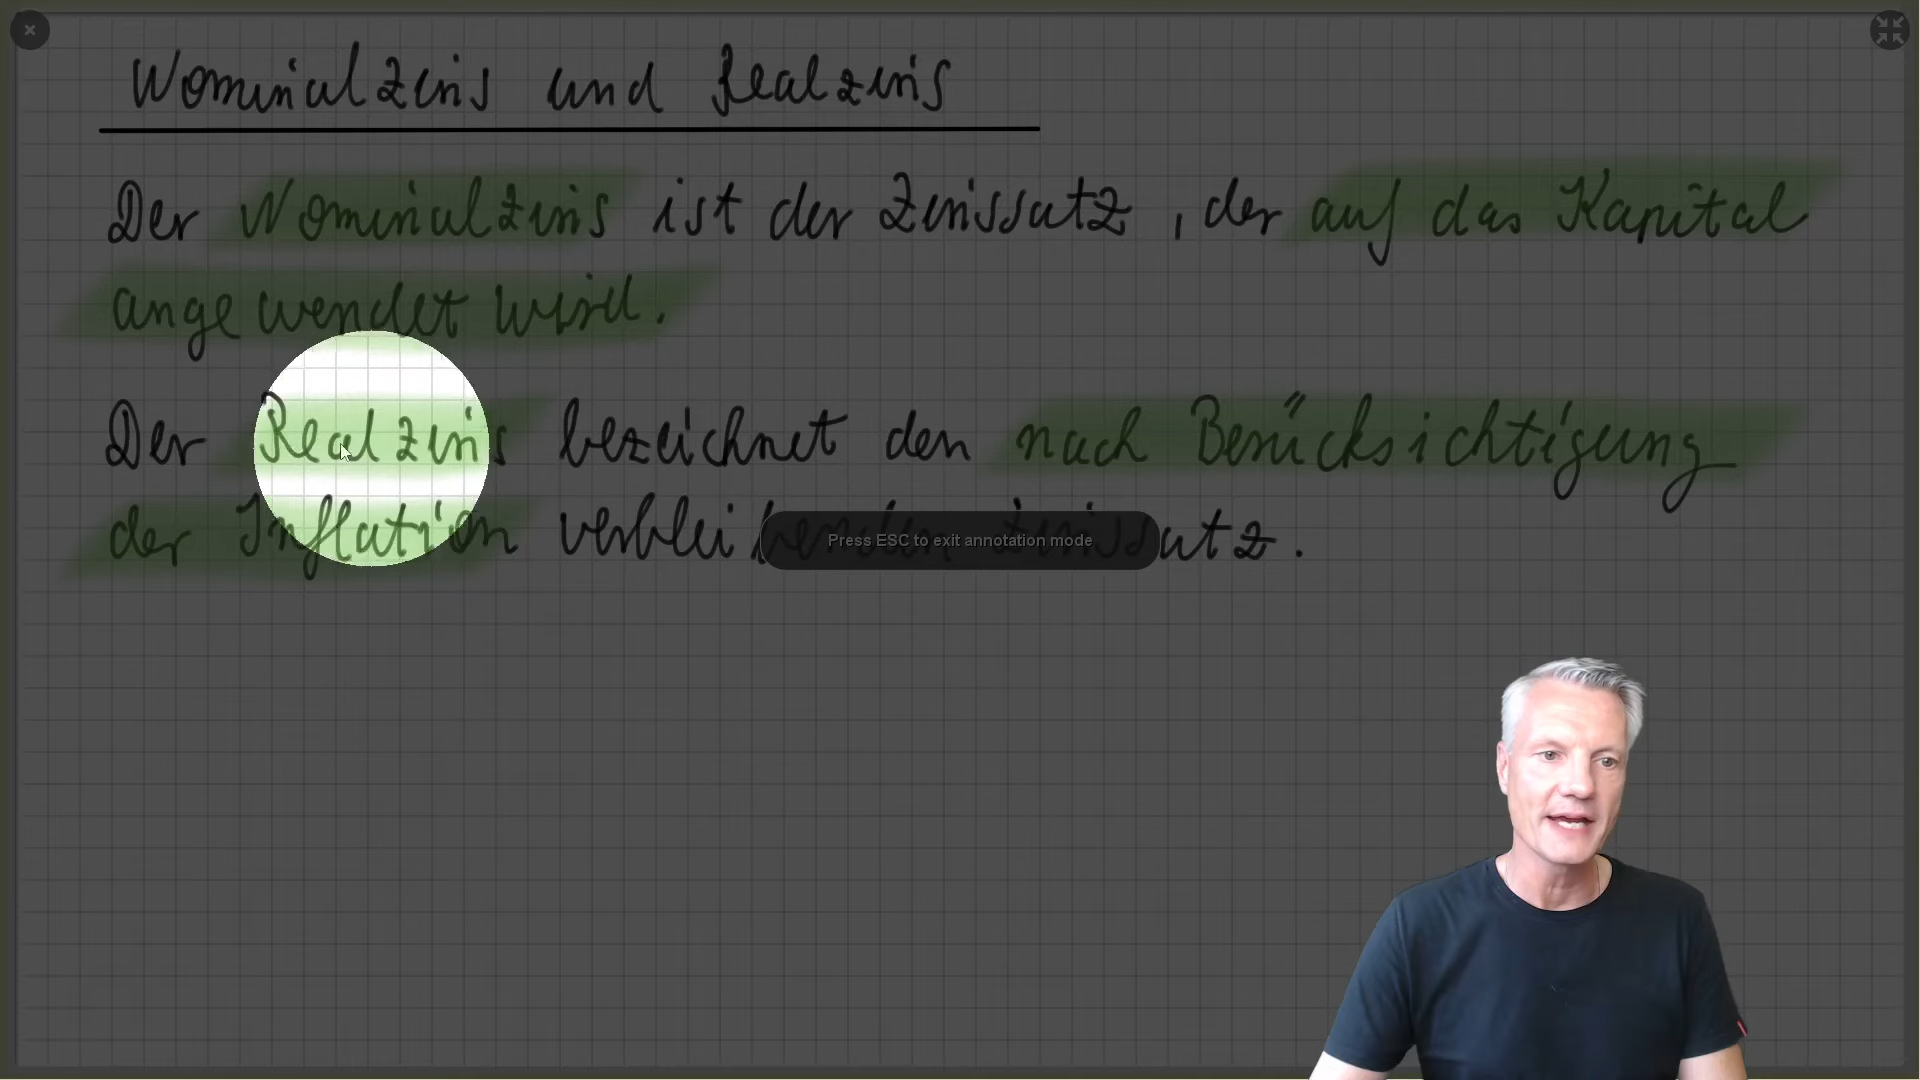 Nominalzins und Realzins
Der Nominalzins ist der Zinssatz, der auf das Kapital
angewendet wird.
Der Realzins bezeichnet den nach Berücksichtigung
der Inflation verbleibenden Zinssatz.
Press ESC to exit annotation mode